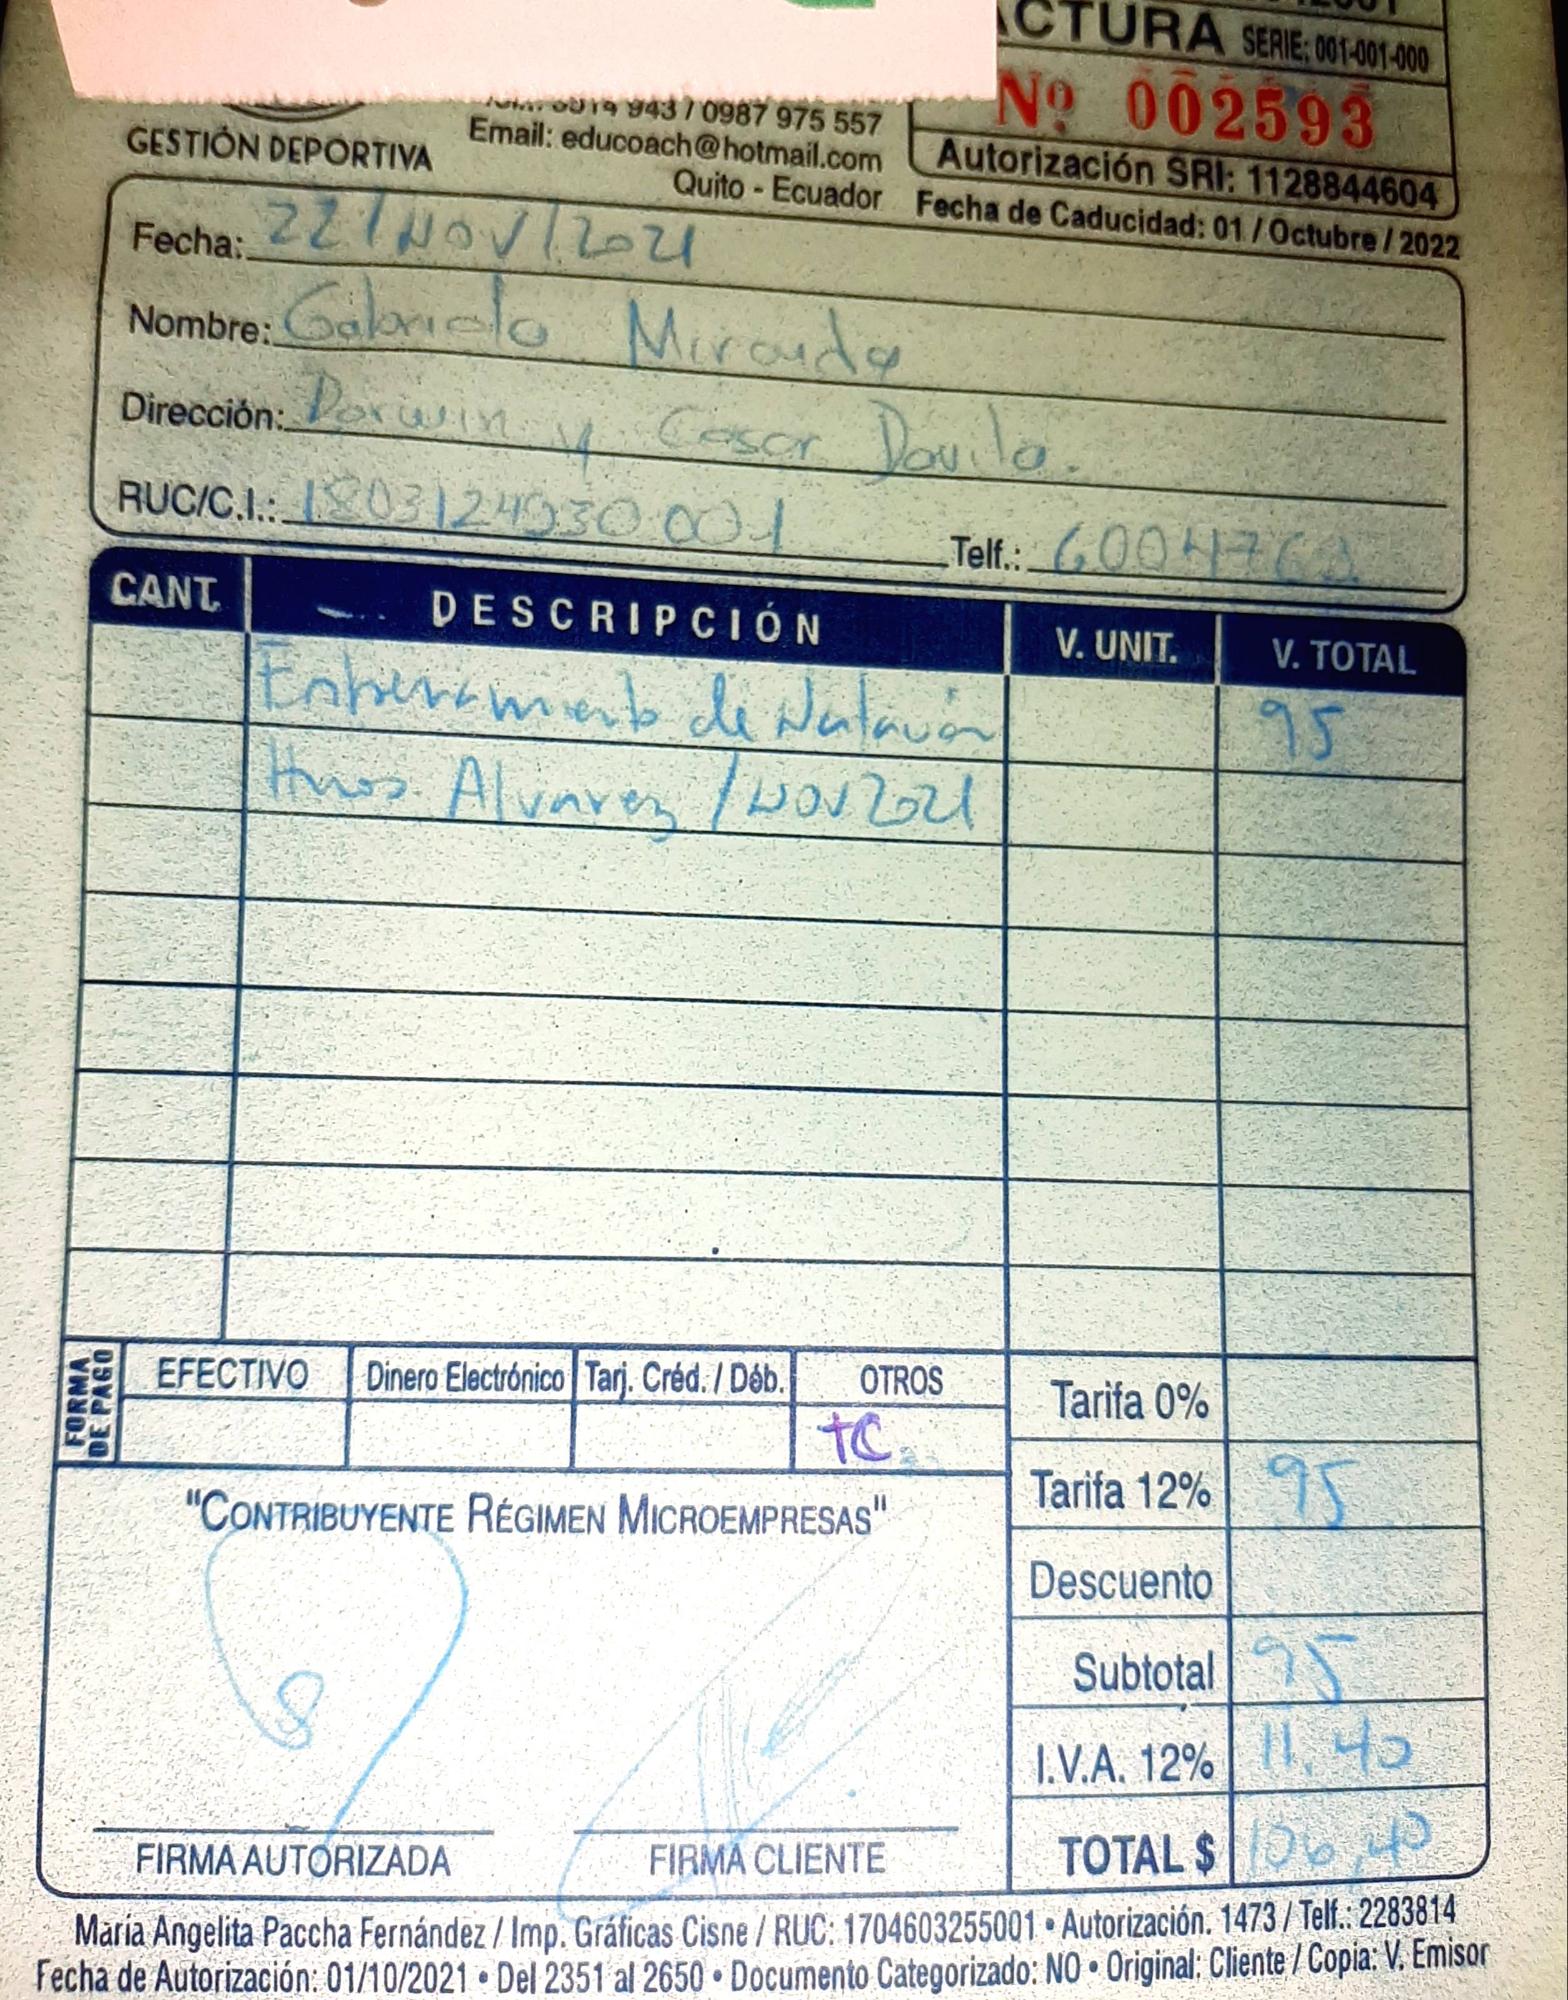 ACTURA SERIE: 001-001-000
Nº 002593
943 / 0987 975 557
GESTIÓN DEPORTIVA
Email: educoach@hotmail.com
Quito - Ecuador
Autorización SRI: 1128844604
Fecha de Caducidad: 01 / Octubre / 2022
Fecha: 22/NOV/2021
Nombre: Gabriela Miranda
Dirección: Darwin y Cesar Davila.
RUC/C.I.: 1803124930001 Telf.:
CANT. DESCRIPCIÓN V. UNIT. V. TOTAL
Entrenamiento de Natación 95
Hnos. Alvarez / NOV 2021
FORMA DE PAGO EFECTIVO Dinero Electrónico Tarj. Créd. / Déb. OTROS
TC
Tarifa 0%
Tarifa 12% 95
"CONTRIBUYENTE RÉGIMEN MICROEMPRESAS"
Descuento
Subtotal 95
I.V.A. 12% 11.40
TOTAL $ 106,40
FIRMA AUTORIZADA FIRMA CLIENTE
María Angelita Paccha Fernández / Imp. Gráficas Cisne / RUC: 1704603255001 • Autorización. 1473 / Telf.: 2283814
Fecha de Autorización: 01/10/2021 • Del 2351 al 2650 • Documento Categorizado: NO • Original: Cliente / Copia: V. Emisor